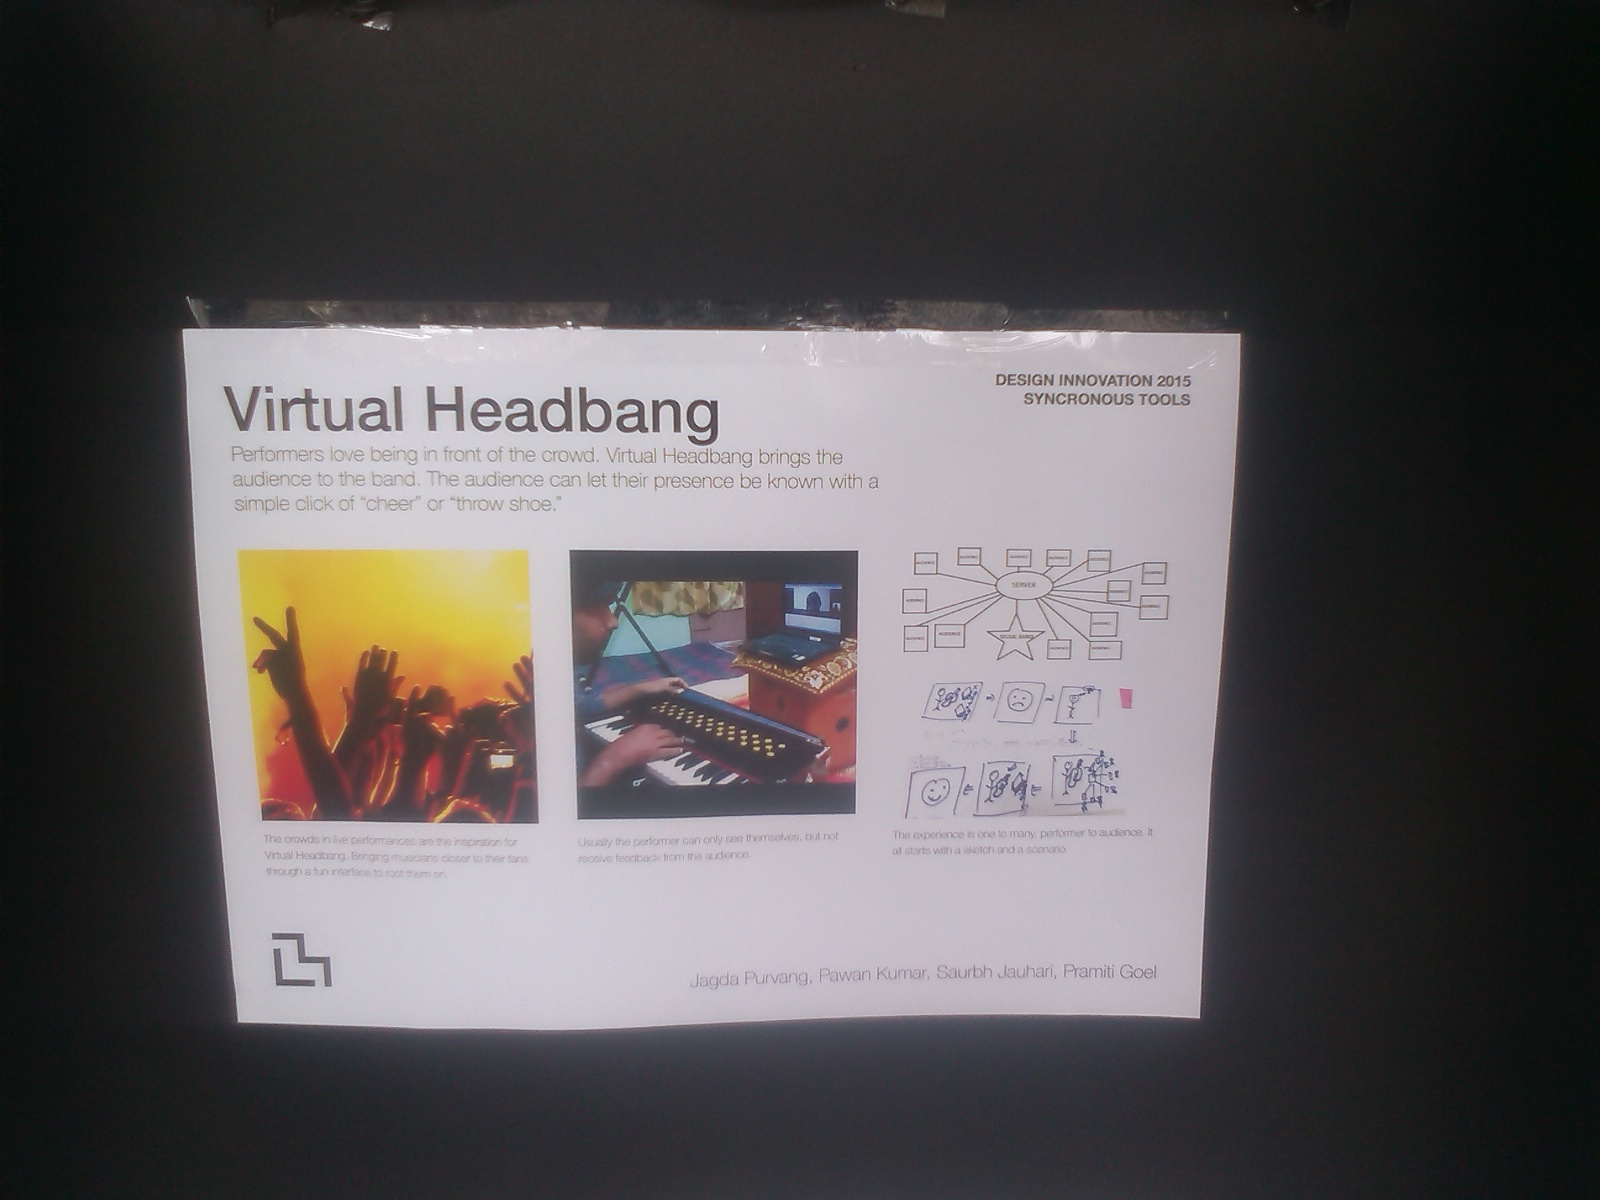 Virtual Headbang
DESIGN INNOVATION 2015
SYNCRONOUS TOOLS
Performers love being in front of the crowd. Virtual Headbang brings the
audience to the band. The audience can let their presence be known with a
simple click of “cheer” or “throw shoe.”
SERVER
MUSIC BAND
AUDIENCE
AUDIENCE
AUDIENCE
AUDIENCE
AUDIENCE
AUDIENCE
AUDIENCE
AUDIENCE
AUDIENCE
AUDIENCE
AUDIENCE
AUDIENCE
AUDIENCE
AUDIENCE
The crowds in live performances are the inspiration for
Virtual Headbang. Bringing musicians closer to their fans
through a fun interface to root them on.
Usually the performer can only see themselves, but not
receive feedback from the audience.
The experience is one to many, performer to audience. It
all starts with a sketch and a scenario.
Jagda Purvang, Pawan Kumar, Saurbh Jauhari, Pramiti Goel